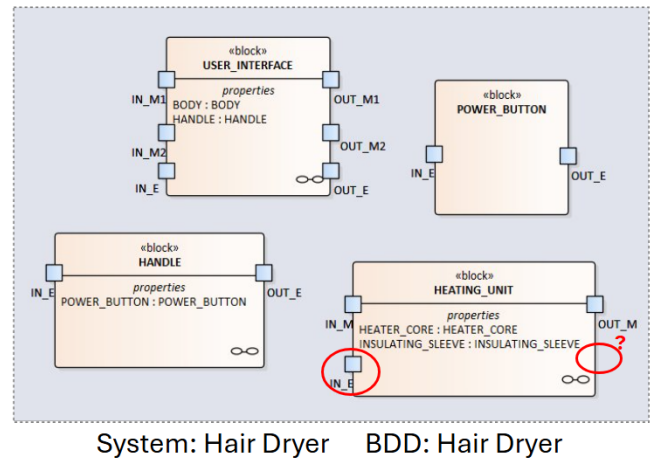 «block»
USER_INTERFACE
properties
BODY : BODY
HANDLE : HANDLE
IN_M1
IN_M2
IN_E
OUT_M1
OUT_M2
OUT_E
«block»
POWER_BUTTON
IN_E
OUT_E
«block»
HANDLE
properties
POWER_BUTTON : POWER_BUTTON
IN_E
OUT_E
«block»
HEATING_UNIT
properties
HEATER_CORE : HEATER_CORE
INSULATING_SLEEVE : INSULATING_SLEEVE
IN_M
IN_E
OUT_M
?
System: Hair Dryer BDD: Hair Dryer